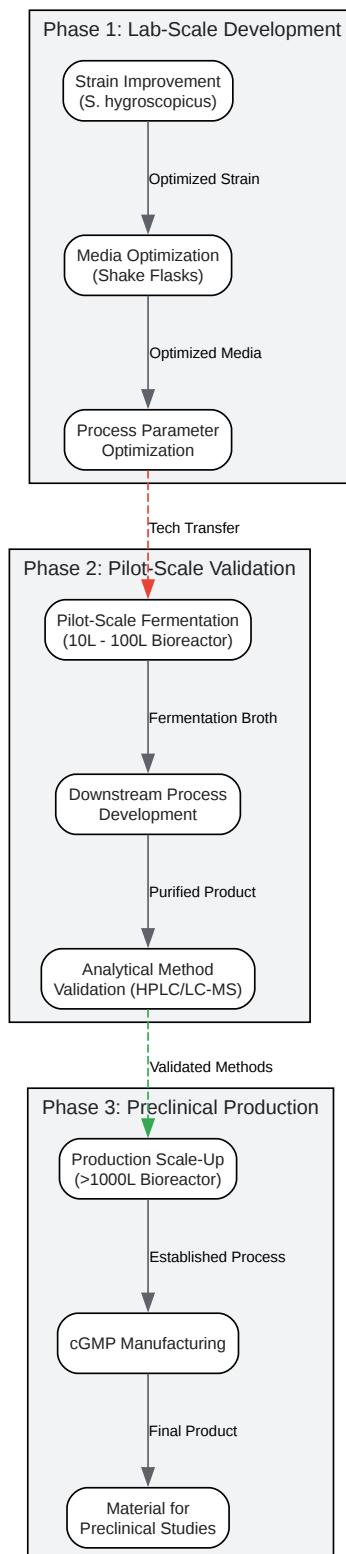 Phase 1: Lab-Scale Development
Strain Improvement
(S. hygroscopicus)
Optimized Strain
Media Optimization
(Shake Flasks)
Optimized Media
Process Parameter
Optimization
Tech Transfer
Phase 2: Pilot-Scale Validation
Pilot-Scale Fermentation
(10L - 100L Bioreactor)
Fermentation Broth
Downstream Process
Development
Purified Product
Analytical Method
Validation (HPLC/LC-MS)
Validated Methods
Phase 3: Preclinical Production
Production Scale-Up
(>1000L Bioreactor)
Established Process
cGMP Manufacturing
Final Product
Material for
Preclinical Studies